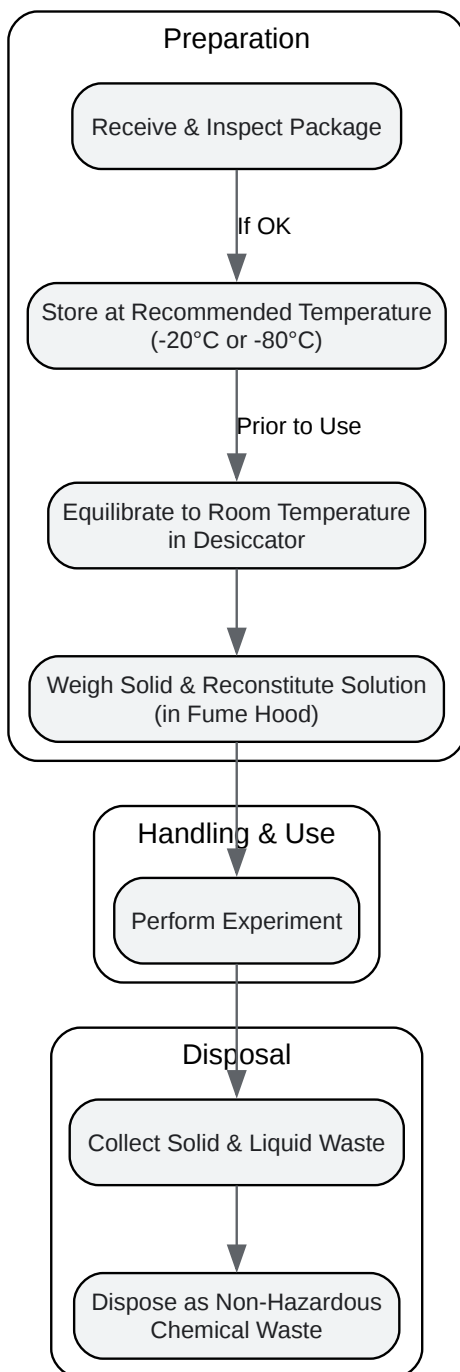 Preparation
Receive & Inspect Package
If OK
Store at Recommended Temperature
(-20°C or -80°C)
Prior to Use
Equilibrate to Room Temperature
in Desiccator
Weigh Solid & Reconstitute Solution
(in Fume Hood)
Handling & Use
Perform Experiment
Disposal
Collect Solid & Liquid Waste
Dispose as Non-Hazardous
Chemical Waste